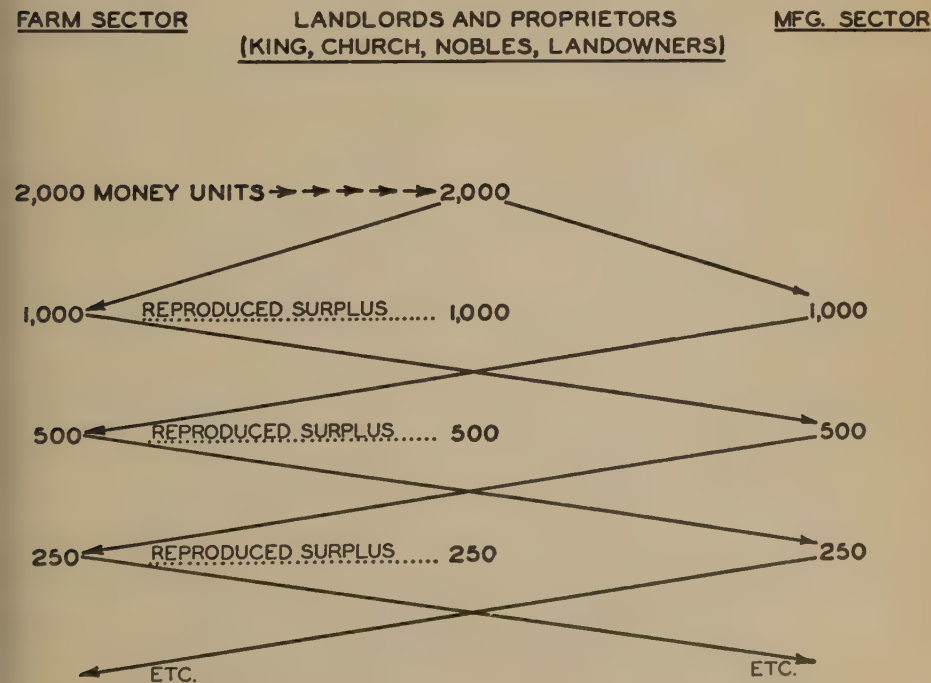 FARM SECTOR LANDLORDS AND PROPRIETORS MFG. SECTOR
(KING, CHURCH, NOBLES, LANDOWNERS)
2,000 MONEY UNITS 2,000
1,000 REPRODUCED SURPLUS...... 1,000 1,000
500 REPRODUCED SURPLUS...... 500 500
250 REPRODUCED SURPLUS...... 250 250
ETC. ETC.